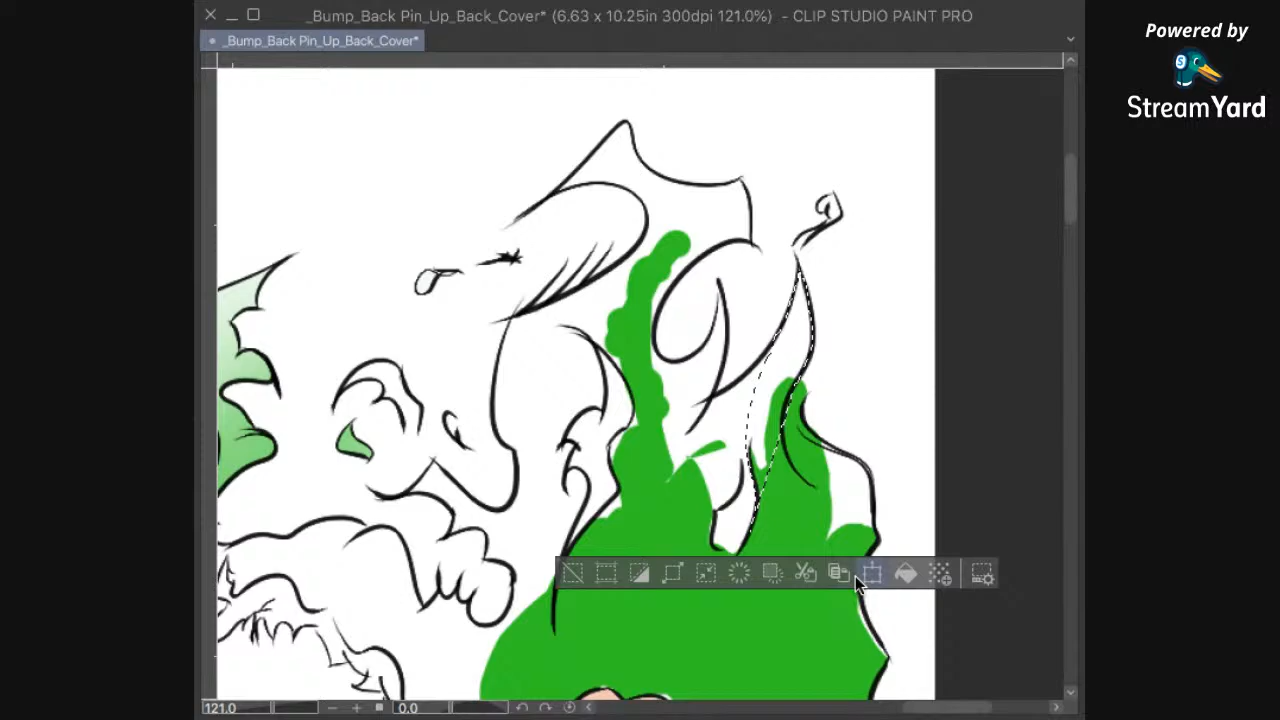 _Bump_Back Pin_Up_Back_Cover* (6.63 x 10.25in 300dpi 121.0%) - CLIP STUDIO PAINT PRO
_Bump_Back Pin_Up_Back_Cover*
Powered by
S
StreamYard
121.0
0.0